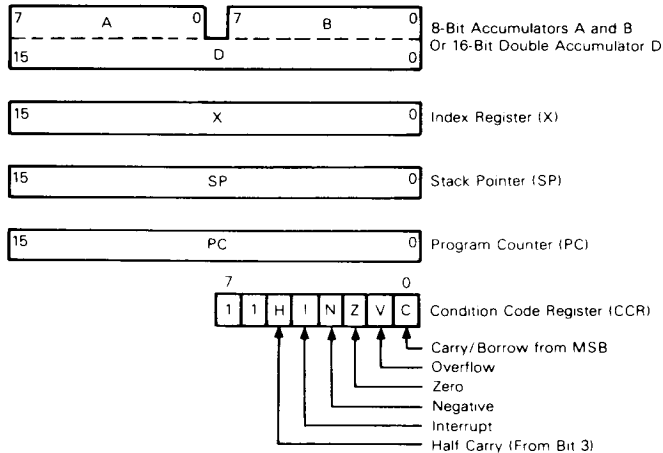 7 A 0 7 B 0 8-Bit Accumulators A and B
15 D 0 Or 16-Bit Double Accumulator D
15 X 0 Index Register (X)
15 SP 0 Stack Pointer (SP)
15 PC 0 Program Counter (PC)
7 0
1 1 H I N Z V C Condition Code Register (CCR)
Carry/Borrow from MSB
Overflow
Zero
Negative
Interrupt
Half Carry (From Bit 3)